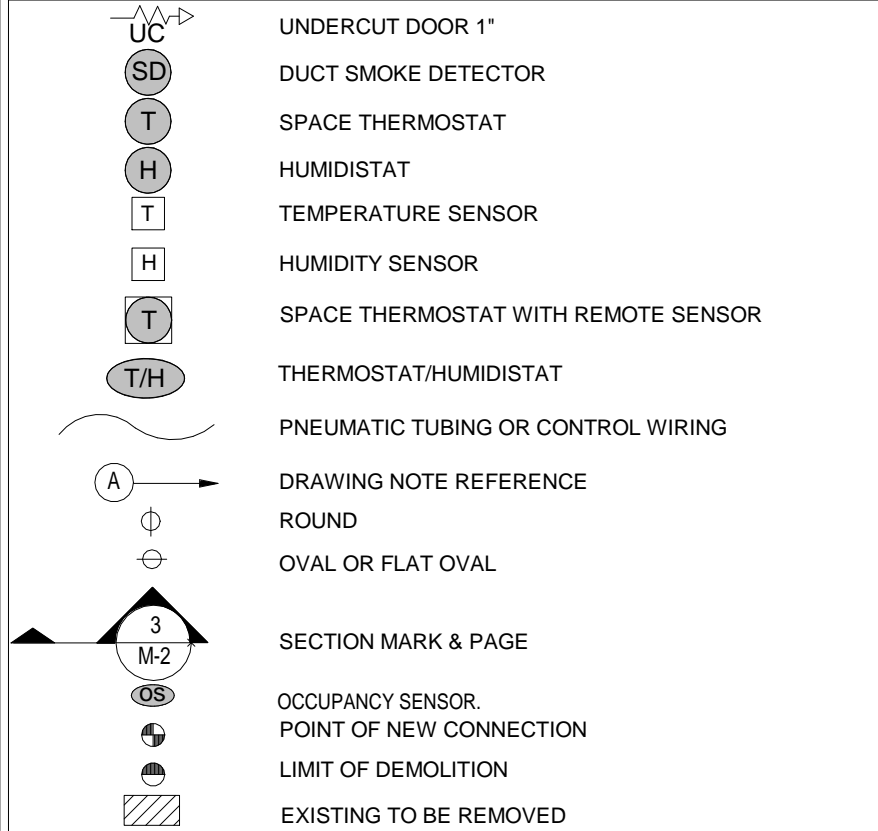 UC UNDERCUT DOOR 1"
SD DUCT SMOKE DETECTOR
T SPACE THERMOSTAT
H HUMIDISTAT
T TEMPERATURE SENSOR
H HUMIDITY SENSOR
T SPACE THERMOSTAT WITH REMOTE SENSOR
T/H THERMOSTAT/HUMIDISTAT
PNEUMATIC TUBING OR CONTROL WIRING
A DRAWING NOTE REFERENCE
ROUND
OVAL OR FLAT OVAL
3
M-2
SECTION MARK & PAGE
OS OCCUPANCY SENSOR.
POINT OF NEW CONNECTION
LIMIT OF DEMOLITION
EXISTING TO BE REMOVED